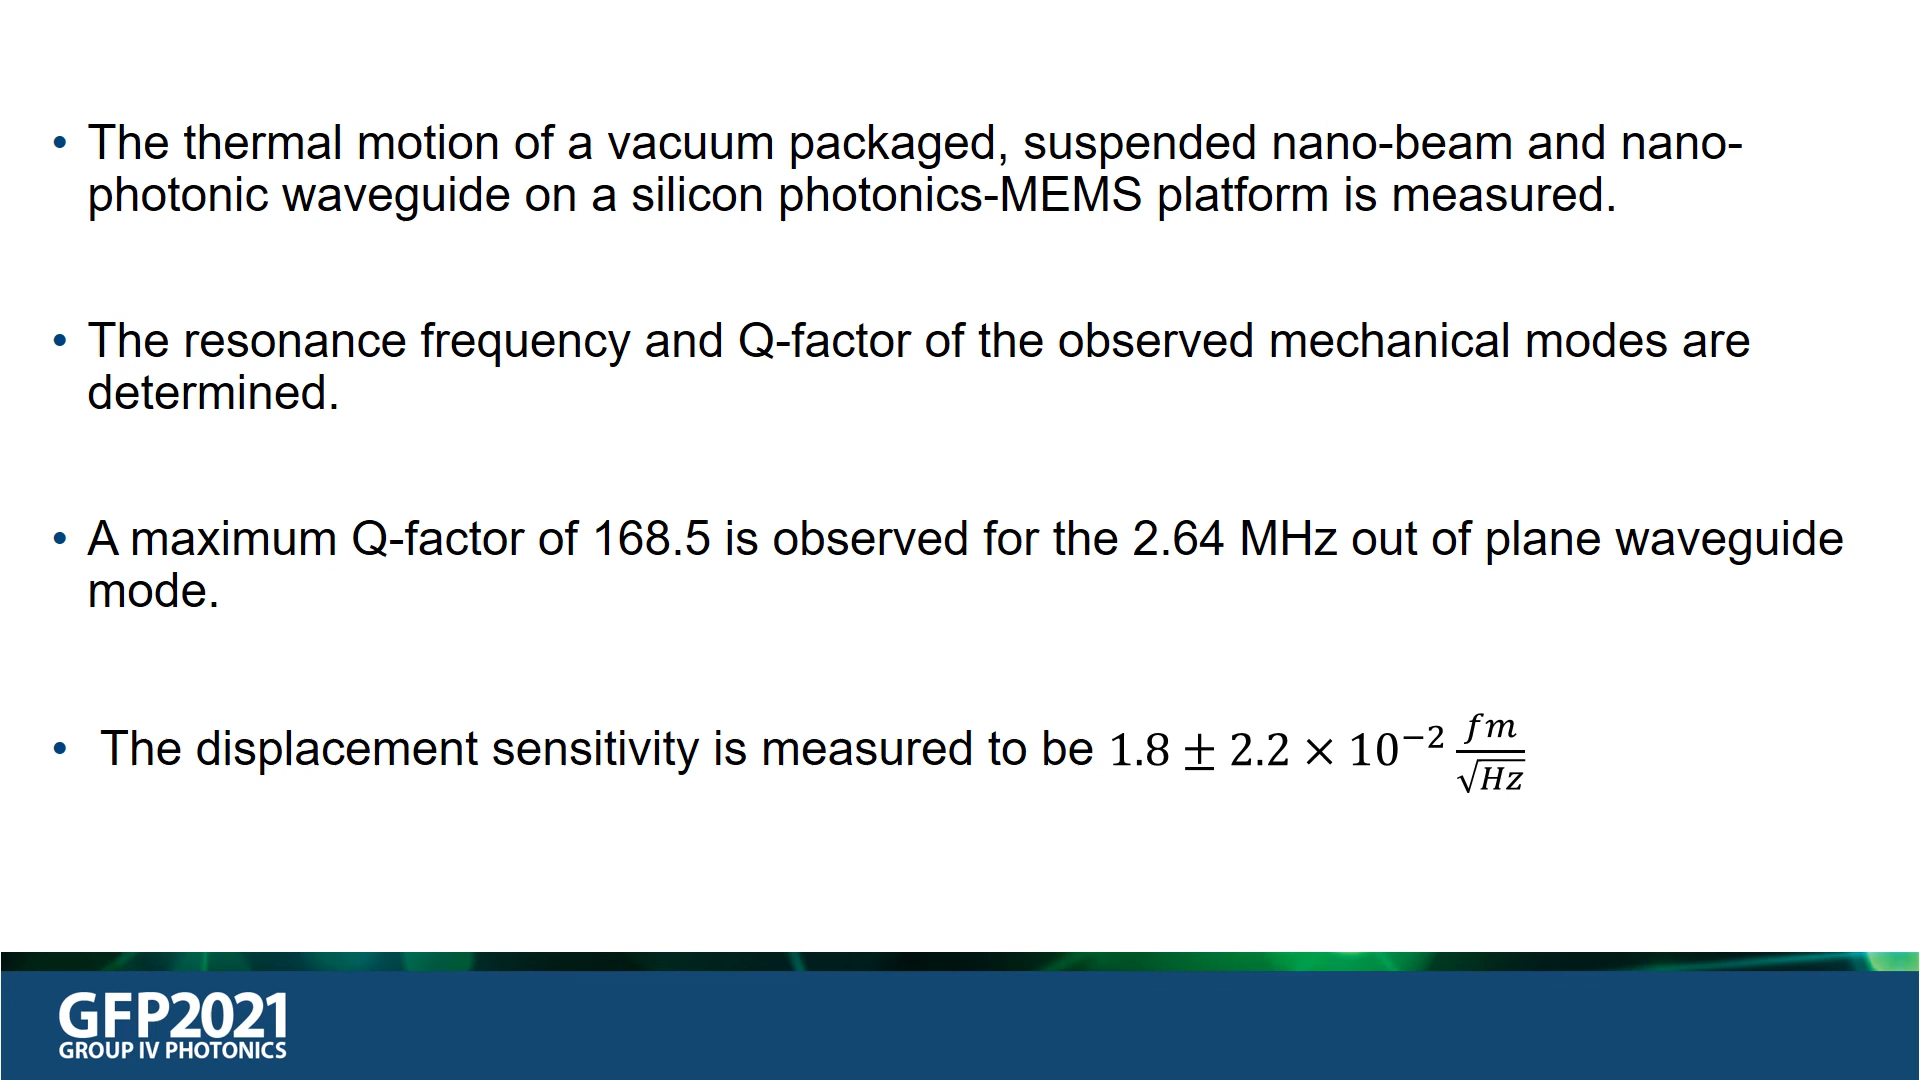 • The thermal motion of a vacuum packaged, suspended nano-beam and nano-
photonic waveguide on a silicon photonics-MEMS platform is measured.
• The resonance frequency and Q-factor of the observed mechanical modes are
determined.
• A maximum Q-factor of 168.5 is observed for the 2.64 MHz out of plane waveguide
mode.
• The displacement sensitivity is measured to be 1.8 ± 2.2 × 10⁻² fm/√Hz
GFP2021
GROUP IV PHOTONICS